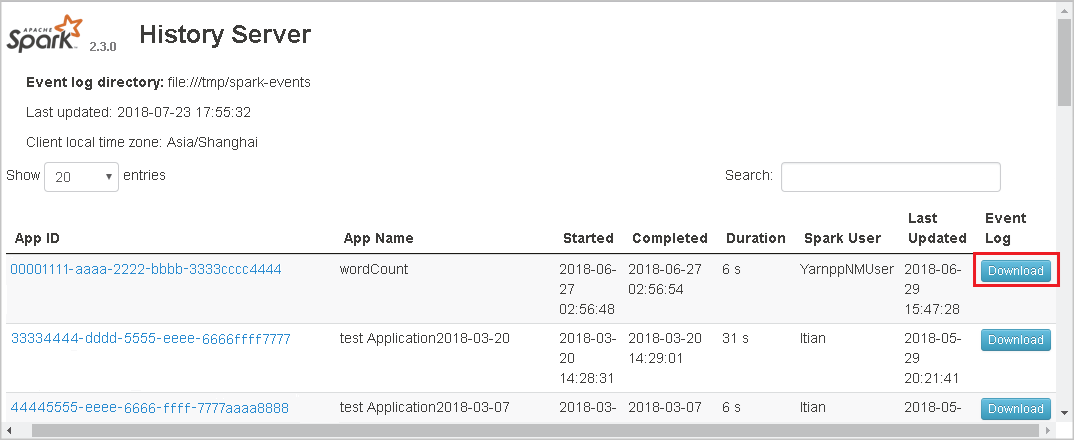 APACHE
Spark 2.3.0 History Server
Event log directory: file:///tmp/spark-events
Last updated: 2018-07-23 17:55:32
Client local time zone: Asia/Shanghai
Show 20 entries Search:
Last Event
App ID App Name Started Completed Duration Spark User Updated Log
00001111-aaaa-2222-bbbb-3333cccc4444 wordCount 2018-06- 2018-06-27 6 s YarnppNMUser 2018-06- Download
27 02:56:54 29
02:56:48 15:47:28
33334444-dddd-5555-eeee-6666ffff7777 test Application2018-03-20 2018-03- 2018-03-20 31 s ltian 2018-05- Download
20 14:29:01 29
14:28:31 20:21:41
44445555-eeee-6666-ffff-7777aaaa8888 test Application2018-03-07 2018-03- 2018-03-07 6 s ltian 2018-05- Download